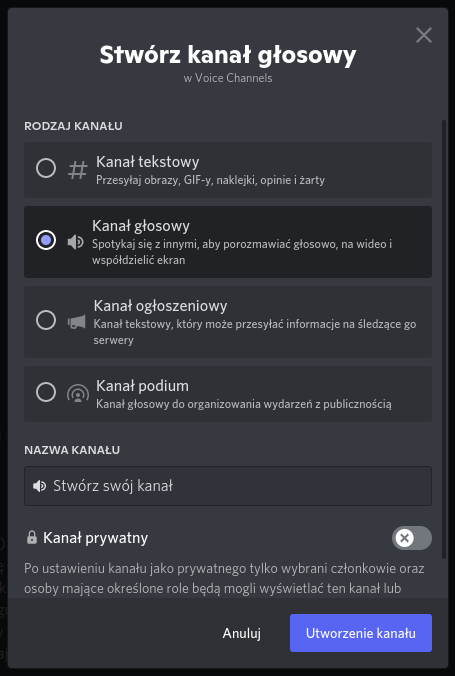 Stwórz kanał głosowy
w Voice Channels
RODZAJ KANAŁU
Kanał tekstowy
Przesyłaj obrazy, GIF-y, naklejki, opinie i żarty
Kanał głosowy
Spotykaj się z innymi, aby porozmawiać głosowo, na wideo i
współdzielić ekran
Kanał ogłoszeniowy
Kanał tekstowy, który może przesyłać informacje na śledzące go
serwery
Kanał podium
Kanał głosowy do organizowania wydarzeń z publicznością
NAZWA KANAŁU
Stwórz swój kanał
Kanał prywatny
Po ustawieniu kanału jako prywatnego tylko wybrani członkowie oraz
osoby mające określone role będą mogli wyświetlać ten kanał lub
Anuluj
Utworzenie kanału